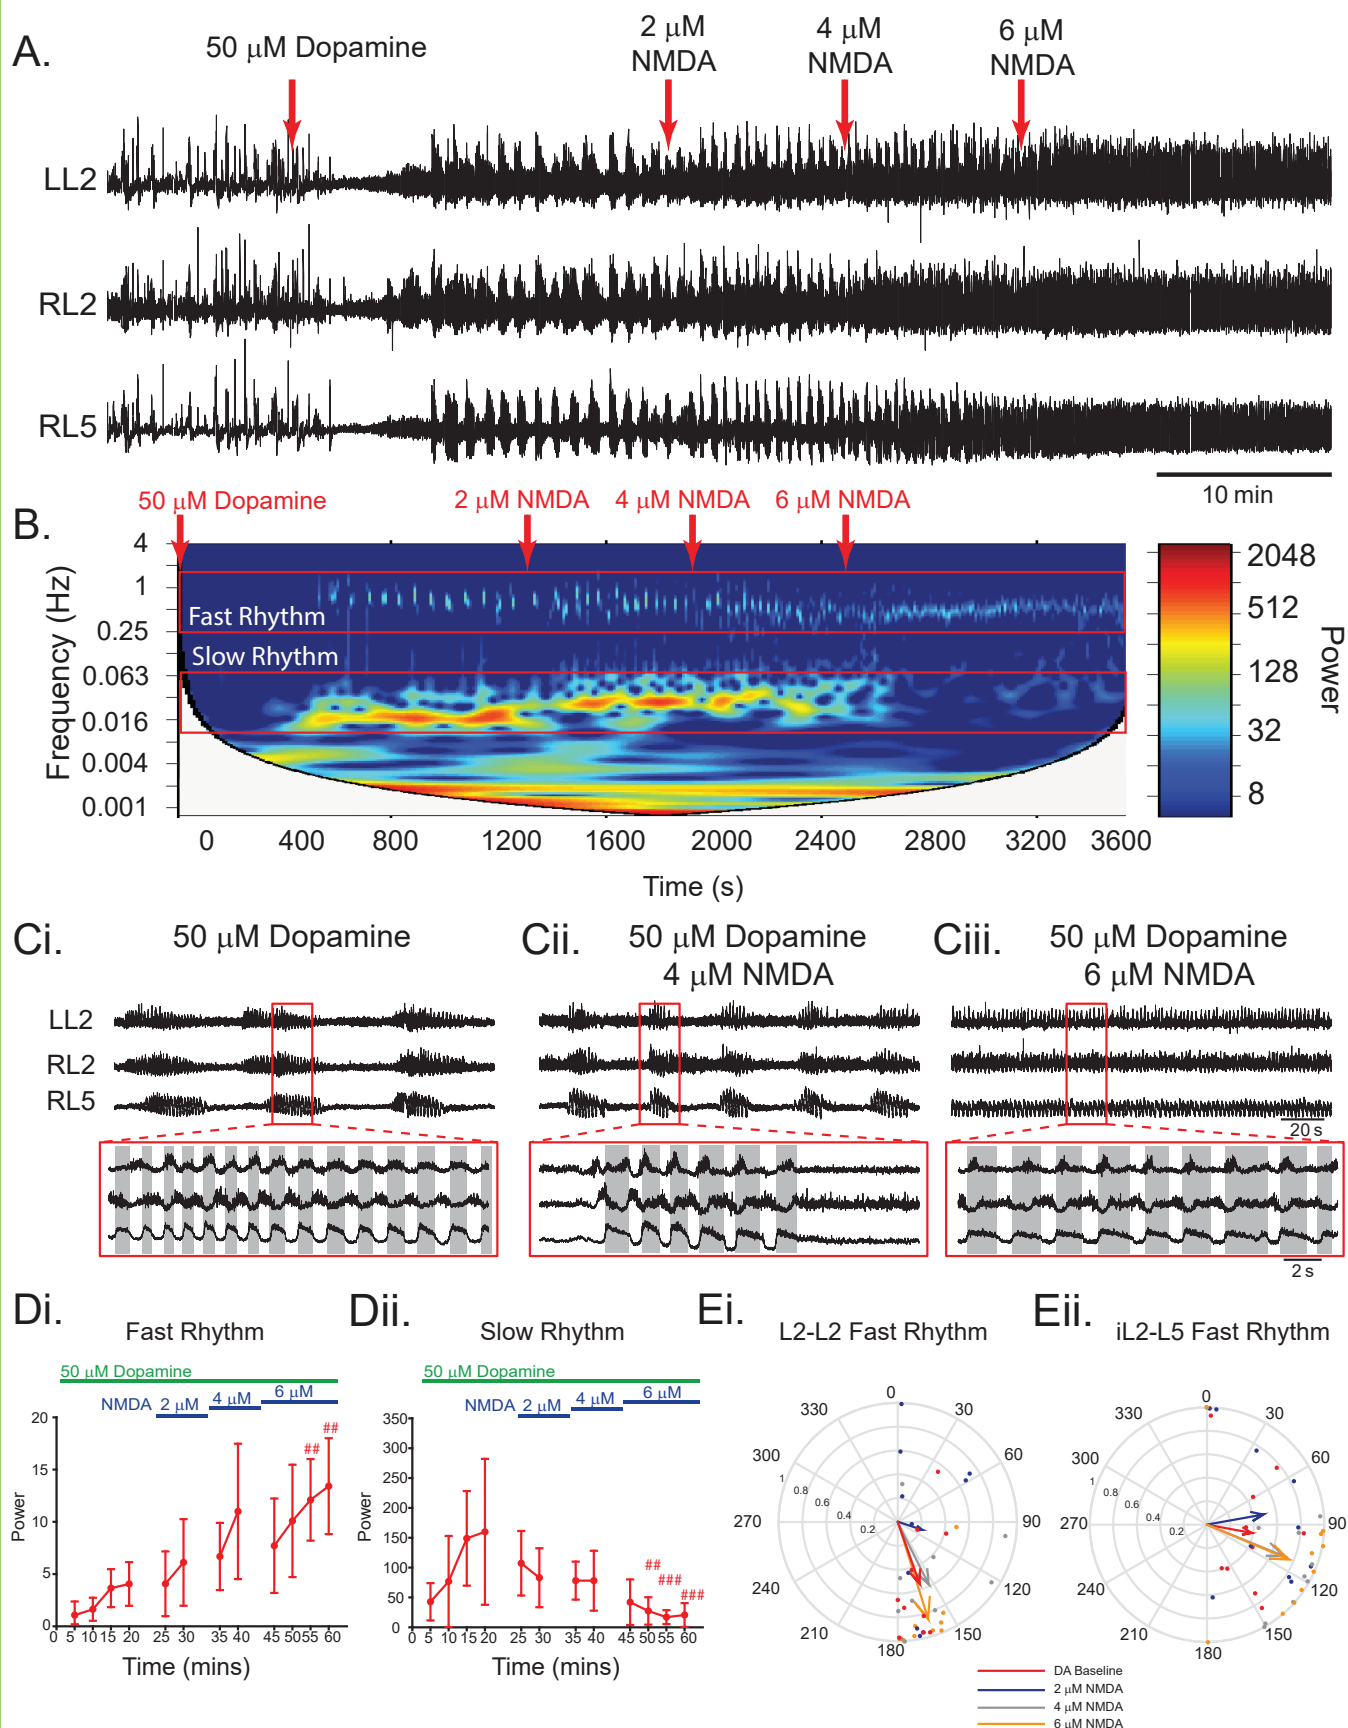 A.
50 μM Dopamine
2 μM
NMDA
4 μM
NMDA
6 μM
NMDA
LL2
RL2
RL5
10 min
B.
50 μM Dopamine
2 μM NMDA
4 μM NMDA
6 μM NMDA
4
1
0.25
0.063
0.016
0.004
0.001
Frequency (Hz)
Fast Rhythm
Slow Rhythm
0 400 800 1200 1600 2000 2400 2800 3200 3600
Time (s)
2048
512
128
32
8
Power
Ci.
50 μM Dopamine
Cii.
50 μM Dopamine
4 μM NMDA
Ciii.
50 μM Dopamine
6 μM NMDA
LL2
RL2
RL5
20 s
2 s
Di.
Fast Rhythm
50 μM Dopamine
NMDA 2 μM 4 μM 6 μM
20
15
10
5
0
Power
## ##
0 5 10 15 20 25 30 35 40 45 50 55 60
Time (mins)
Dii.
Slow Rhythm
50 μM Dopamine
NMDA 2 μM 4 μM 6 μM
350
300
250
200
150
100
50
0
Power
##
###
###
0 5 10 15 20 25 30 35 40 45 50 55 60
Time (mins)
Ei.
L2-L2 Fast Rhythm
0
30
60
90
120
150
180
210
240
270
300
330
1
0.8
0.6
0.4
0.2
Eii.
iL2-L5 Fast Rhythm
0
30
60
90
120
150
180
210
240
270
300
330
1
0.8
0.6
0.4
0.2
DA Baseline
2 μM NMDA
4 μM NMDA
6 μM NMDA